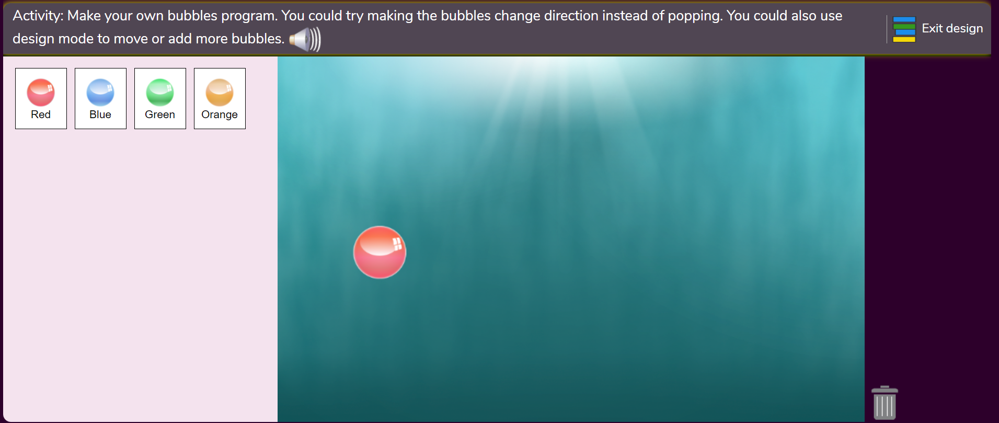 Activity: Make your own bubbles program. You could try making the bubbles change direction instead of popping. You could also use
design mode to move or add more bubbles.
Exit design
Red
Blue
Green
Orange